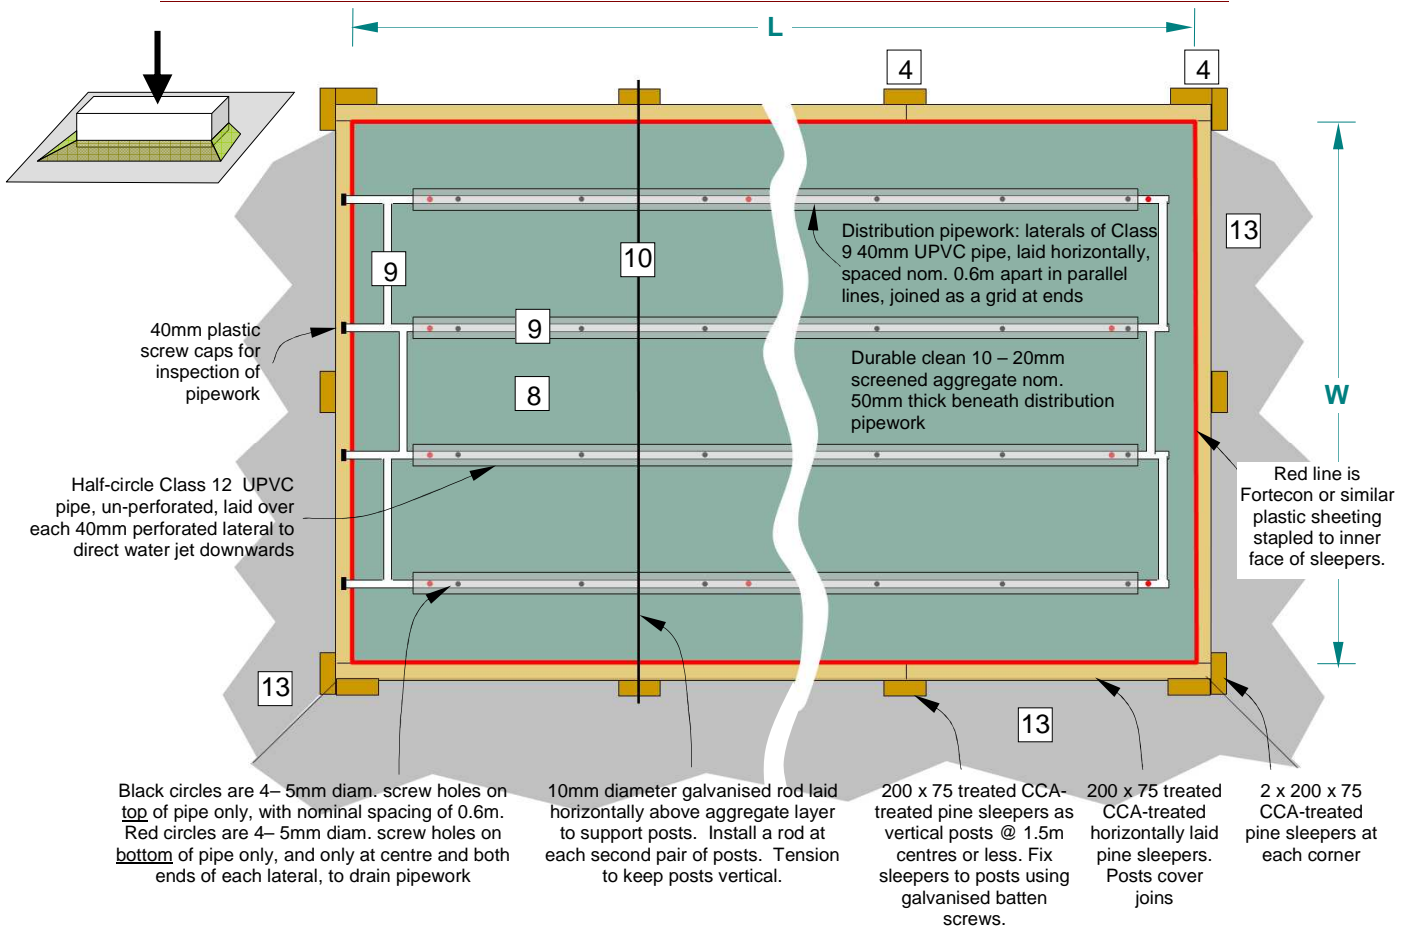 L
4
4
13
Distribution pipework: laterals of Class
9 40mm UPVC pipe, laid horizontally,
spaced nom. 0.6m apart in parallel
lines, joined as a grid at ends
10
9
40mm plastic
screw caps for
inspection of
pipework
9
Durable clean 10 – 20mm
screened aggregate nom.
50mm thick beneath distribution
pipework
8
W
Half-circle Class 12 UPVC
pipe, un-perforated, laid over
each 40mm perforated lateral to
direct water jet downwards
Red line is
Fortecon or similar
plastic sheeting
stapled to inner
face of sleepers.
13
13
Black circles are 4– 5mm diam. screw holes on
top of pipe only, with nominal spacing of 0.6m.
Red circles are 4– 5mm diam. screw holes on
bottom of pipe only, and only at centre and both
ends of each lateral, to drain pipework
10mm diameter galvanised rod laid
horizontally above aggregate layer
to support posts. Install a rod at
each second pair of posts. Tension
to keep posts vertical.
200 x 75 treated CCA-
treated pine sleepers as
vertical posts @ 1.5m
centres or less. Fix
sleepers to posts using
galvanised batten
screws.
200 x 75 treated
CCA-treated
horizontally laid
pine sleepers.
Posts cover
joins
2 x 200 x 75
CCA-treated
pine sleepers at
each corner